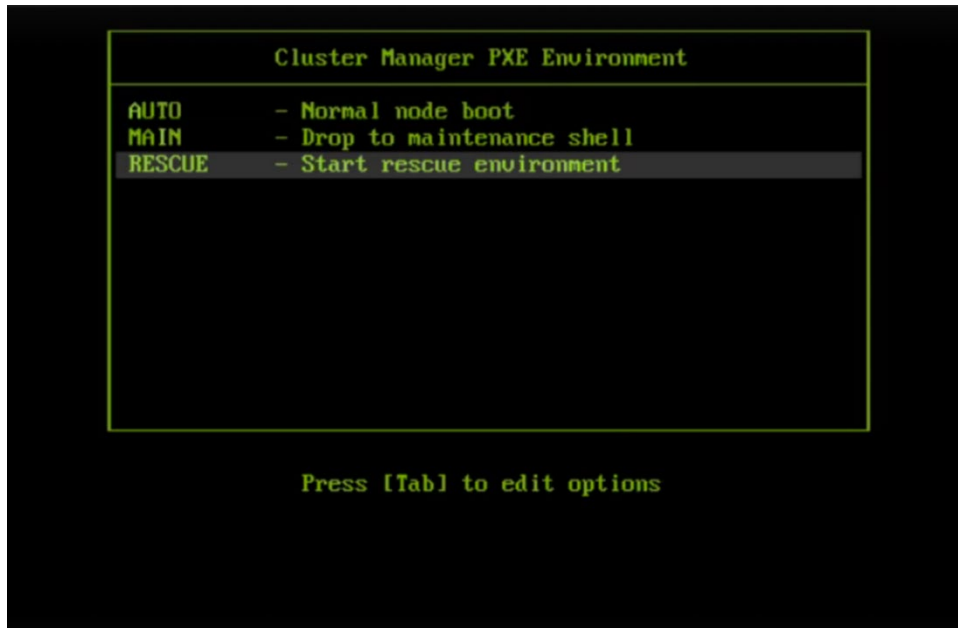 Cluster Manager PXE Environment
AUTO - Normal node boot
MAIN - Drop to maintenance shell
RESCUE - Start rescue environment
Press [Tab] to edit options